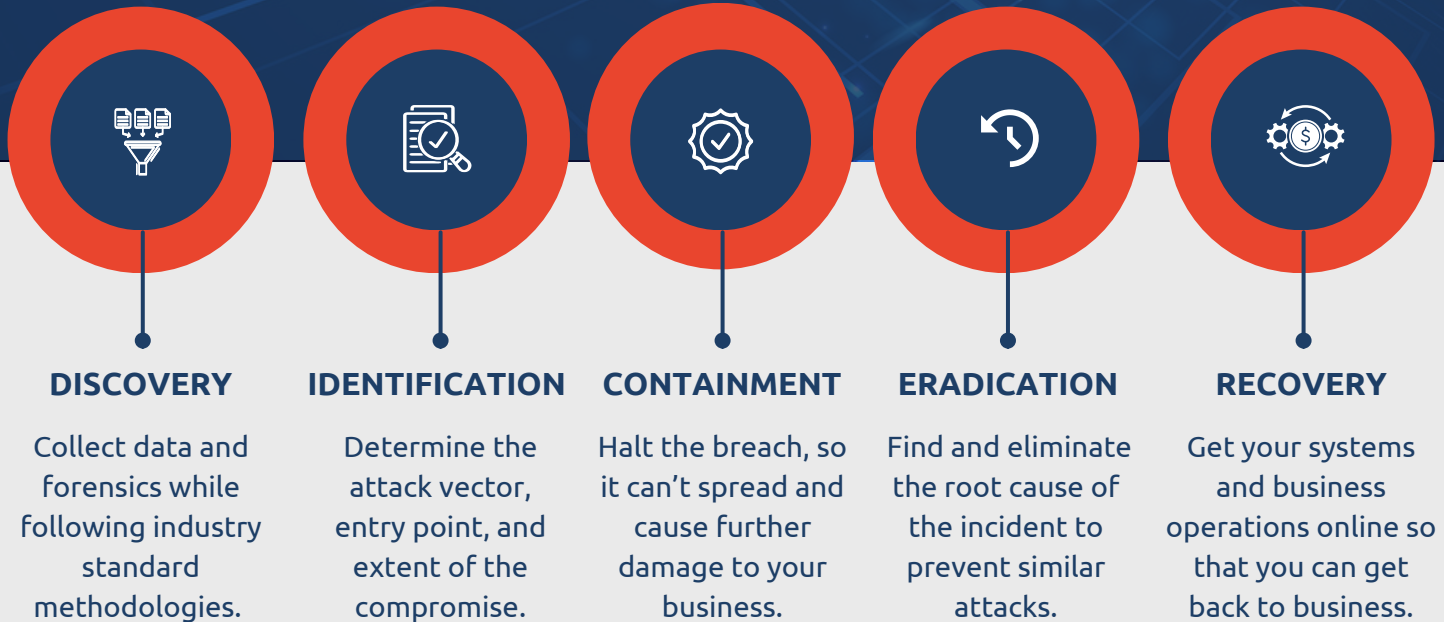 DISCOVERY
Collect data and
forensics while
following industry
standard
methodologies.
IDENTIFICATION
Determine the
attack vector,
entry point, and
extent of the
compromise.
CONTAINMENT
Halt the breach, so
it can’t spread and
cause further
damage to your
business.
ERADICATION
Find and eliminate
the root cause of
the incident to
prevent similar
attacks.
$
RECOVERY
Get your systems
and business
operations online so
that you can get
back to business.